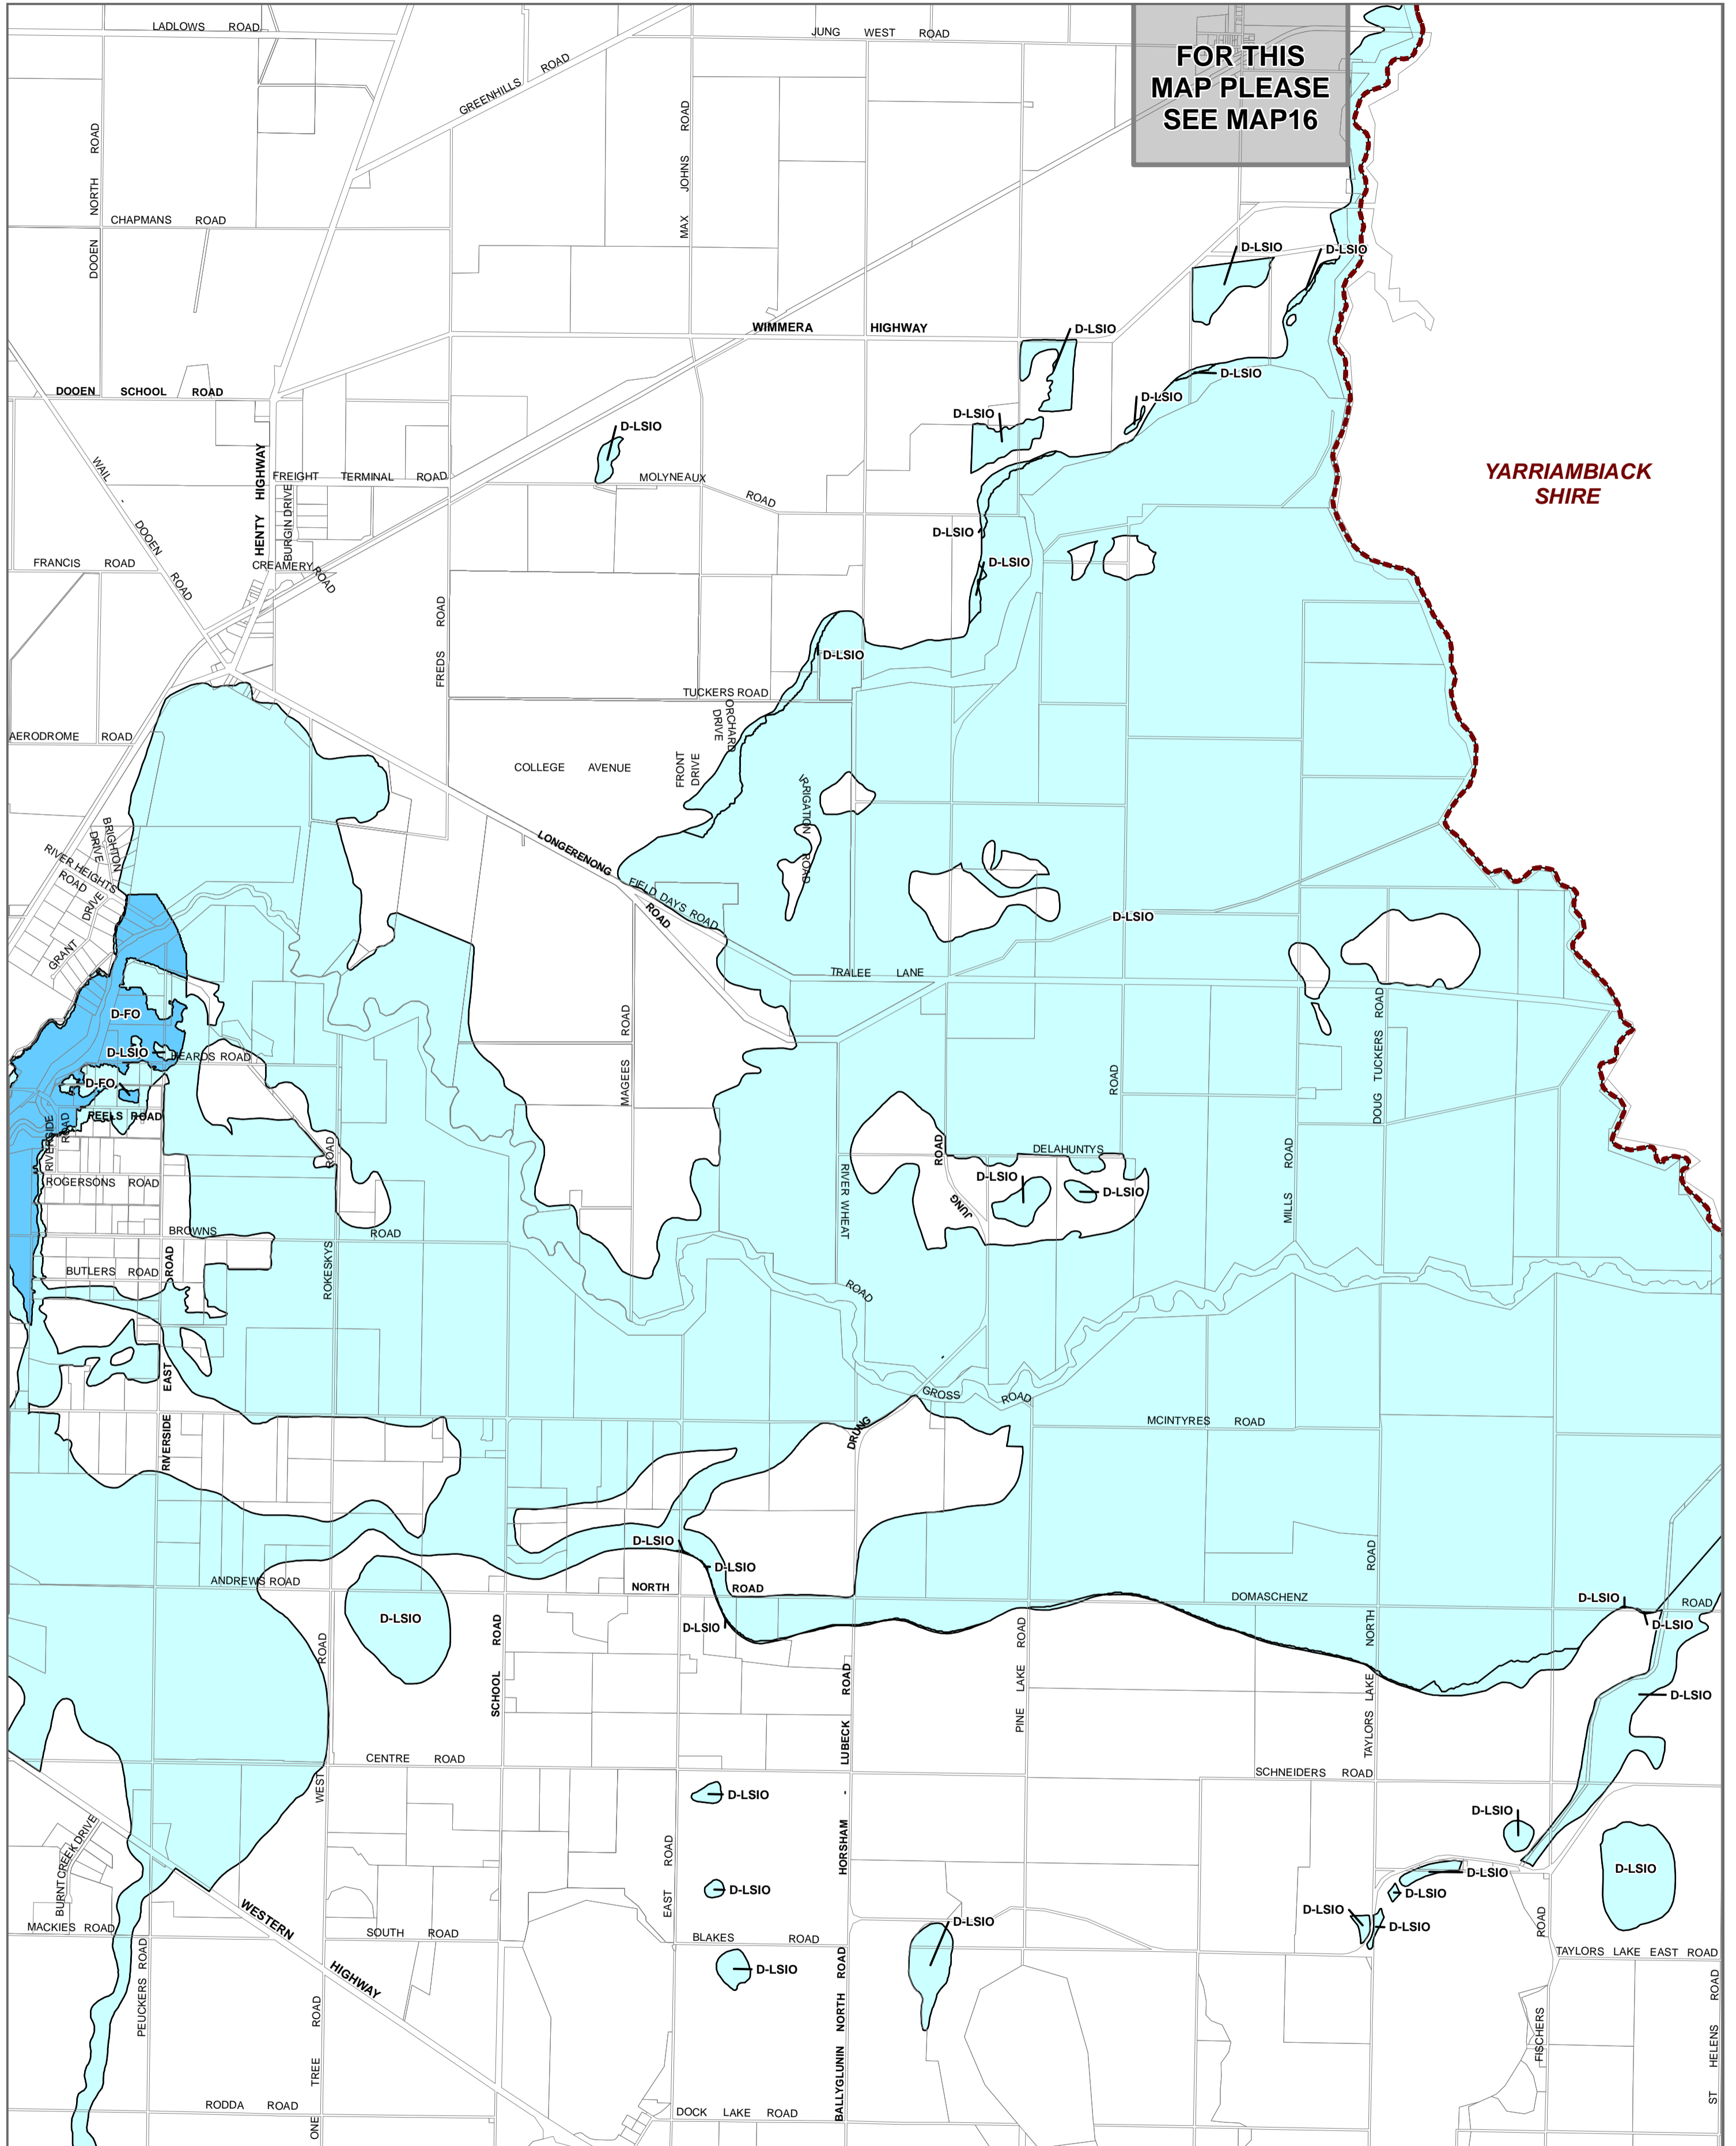 LADLOWS ROAD
JUNG WEST ROAD
FOR THIS
MAP PLEASE
SEE MAP16
GREENHILLS ROAD
DOOEN NORTH ROAD
MAX JOHNS ROAD
CHAPMANS ROAD
D-LSIO
D-LSIO
WIMMERA HIGHWAY
D-LSIO
D-LSIO
DOOEN SCHOOL ROAD
D-LSIO
D-LSIO
D-LSIO
HENTY HIGHWAY
WAIL - DOOEN ROAD
FREIGHT TERMINAL ROAD
MOLYNEAUX ROAD
YARRIAMBIACK
SHIRE
BURGIN DRIVE
D-LSIO
D-LSIO
FRANCIS ROAD
CREAMERY ROAD
FREDS ROAD
D-LSIO
TUCKERS ROAD
ORCHARD
DRIVE
AERODROME ROAD
COLLEGE AVENUE
FRONT
DRIVE
IRRIGATION ROAD
BRIGHTON
DRIVE
RIVER HEIGHTS
ROAD
LONGERENONG ROAD
FIELD DAYS ROAD
GRANT DRIVE
D-LSIO
TRALEE LANE
D-FO
D-LSIO
BEARDS ROAD
D-FO
PEELS ROAD
MAGEES ROAD
ROAD
DOUG TUCKERS ROAD
RIVERSIDE
ROAD
ROAD
DELAHUNTYS
D-LSIO
D-LSIO
ROGERSONS ROAD
RIVER WHEAT ROAD
JUNG
MILLS ROAD
BROWNS ROAD
BUTLERS ROAD
ROKESKYS ROAD
RIVERSIDE EAST ROAD
GROSS ROAD
DRUNG
-
MCINTYRES ROAD
D-LSIO
D-LSIO
ANDREWS ROAD
NORTH ROAD
DOMASCHENZ ROAD
D-LSIO
D-LSIO
D-LSIO
D-LSIO
SCHOOL ROAD
PINE LAKE ROAD
TAYLORS LAKE NORTH ROAD
D-LSIO
CENTRE ROAD
SCHNEIDERS ROAD
D-LSIO
D-LSIO
BURNT CREEK DRIVE
HORSHAM - LUBECK ROAD
D-LSIO
D-LSIO
D-LSIO
D-LSIO
D-LSIO
D-LSIO
D-LSIO
MACKIES ROAD
WESTERN HIGHWAY
SOUTH ROAD
EAST ROAD
BLAKES ROAD
TAYLORS LAKE EAST ROAD
D-LSIO
PEUCKERS ROAD
ONE TREE ROAD
WEST ROAD
BALLYGLUNIN NORTH ROAD
FISCHERS ROAD
ST HELENS ROAD
RODDA ROAD
DOCK LAKE ROAD